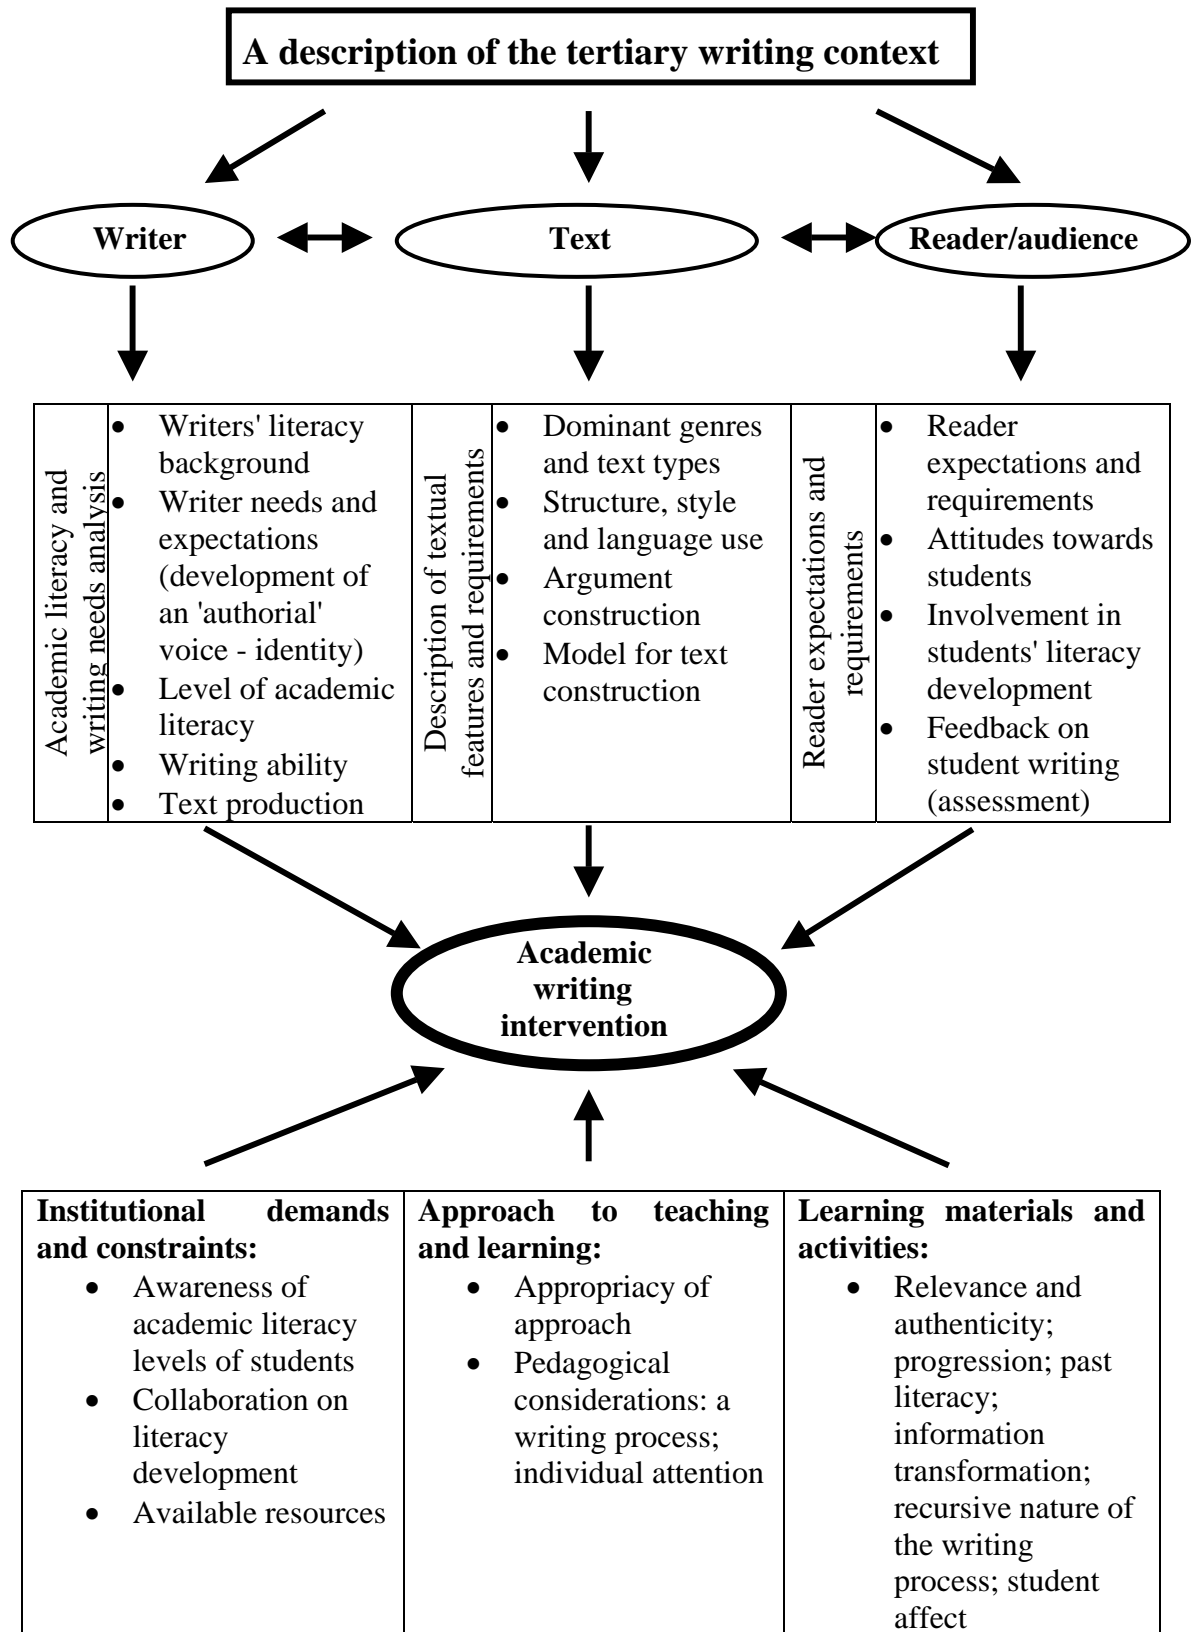 A description of the tertiary writing context
Writer
Text
Reader/audience
Academic literacy and
writing needs analysis
• Writers' literacy
background
• Writer needs and
expectations
(development of
an 'authorial'
voice - identity)
• Level of academic
literacy
• Writing ability
• Text production
Description of textual
features and requirements
• Dominant genres
and text types
• Structure, style
and language use
• Argument
construction
• Model for text
construction
Reader expectations and
requirements
• Reader
expectations and
requirements
• Attitudes towards
students
• Involvement in
students' literacy
development
• Feedback on
student writing
(assessment)
Academic
writing
intervention
Institutional demands
and constraints:
• Awareness of
academic literacy
levels of students
• Collaboration on
literacy
development
• Available resources
Approach to teaching
and learning:
• Appropriacy of
approach
• Pedagogical
considerations: a
writing process;
individual attention
Learning materials and
activities:
• Relevance and
authenticity;
progression; past
literacy;
information
transformation;
recursive nature of
the writing
process; student
affect